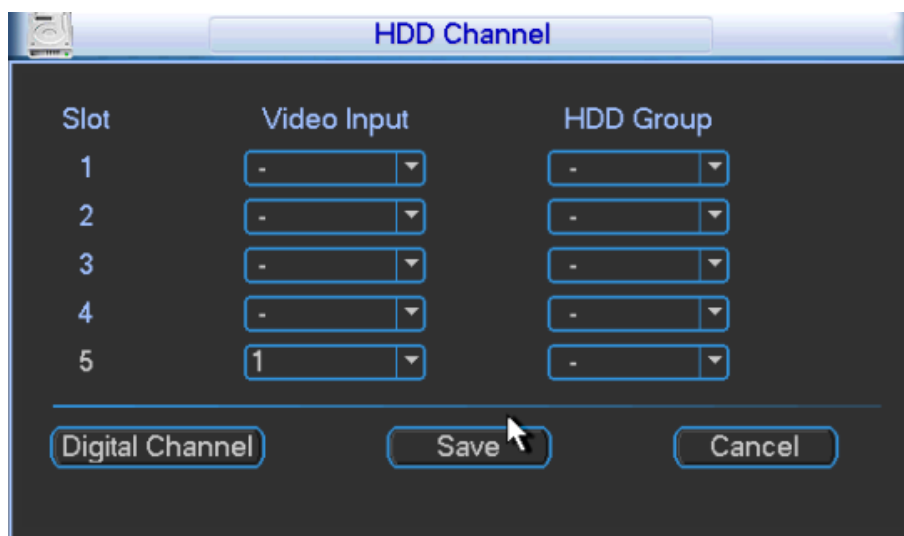 HDD Channel
Slot Video Input HDD Group
1 - -
2 - -
3 - -
4 - -
5 1 -
Digital Channel Save Cancel